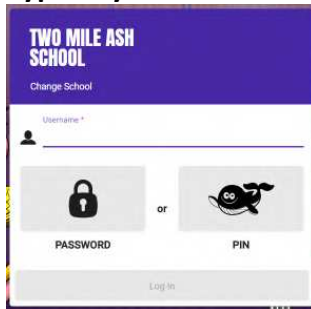 TWO MILE ASH
SCHOOL
Change School
Username *
or
PASSWORD
PIN
Log In